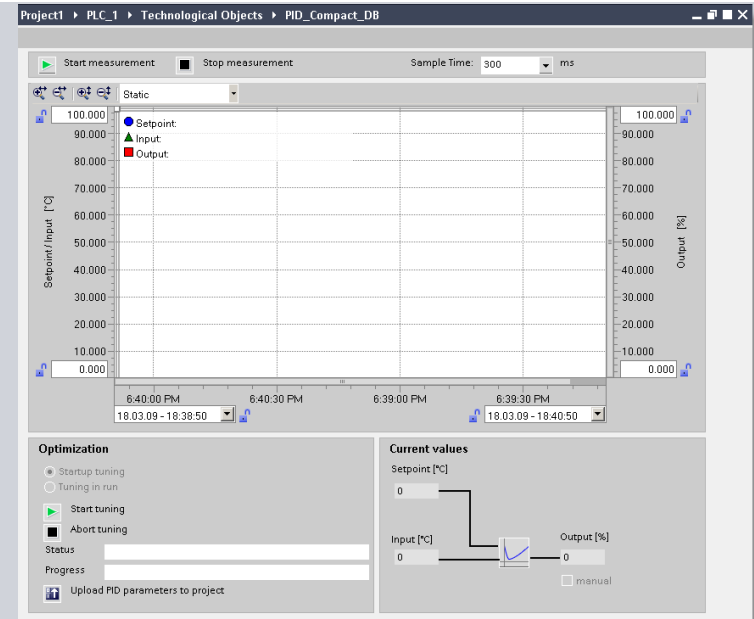 Project1 ▸ PLC_1 ▸ Technological Objects ▸ PID_Compact_DB
Start measurement Stop measurement Sample Time: 300 ms
Static
100.000 100.000
Setpoint:
90.000 90.000
Input:
Output:
80.000 80.000
70.000 70.000
60.000 60.000
50.000 50.000
40.000 40.000
30.000 30.000
20.000 20.000
10.000 10.000
0.000 0.000
Setpoint/Input [°C]
Output [%]
6:40:00 PM 6:40:30 PM 6:39:00 PM 6:39:30 PM
18.03.09 - 18:38:50 18.03.09 - 18:40:50
Optimization
Startup tuning
Tuning in run
Start tuning
Abort tuning
Status
Progress
Upload PID parameters to project
Current values
Setpoint [°C]
0
Input [°C] Output [%]
0 0
manual